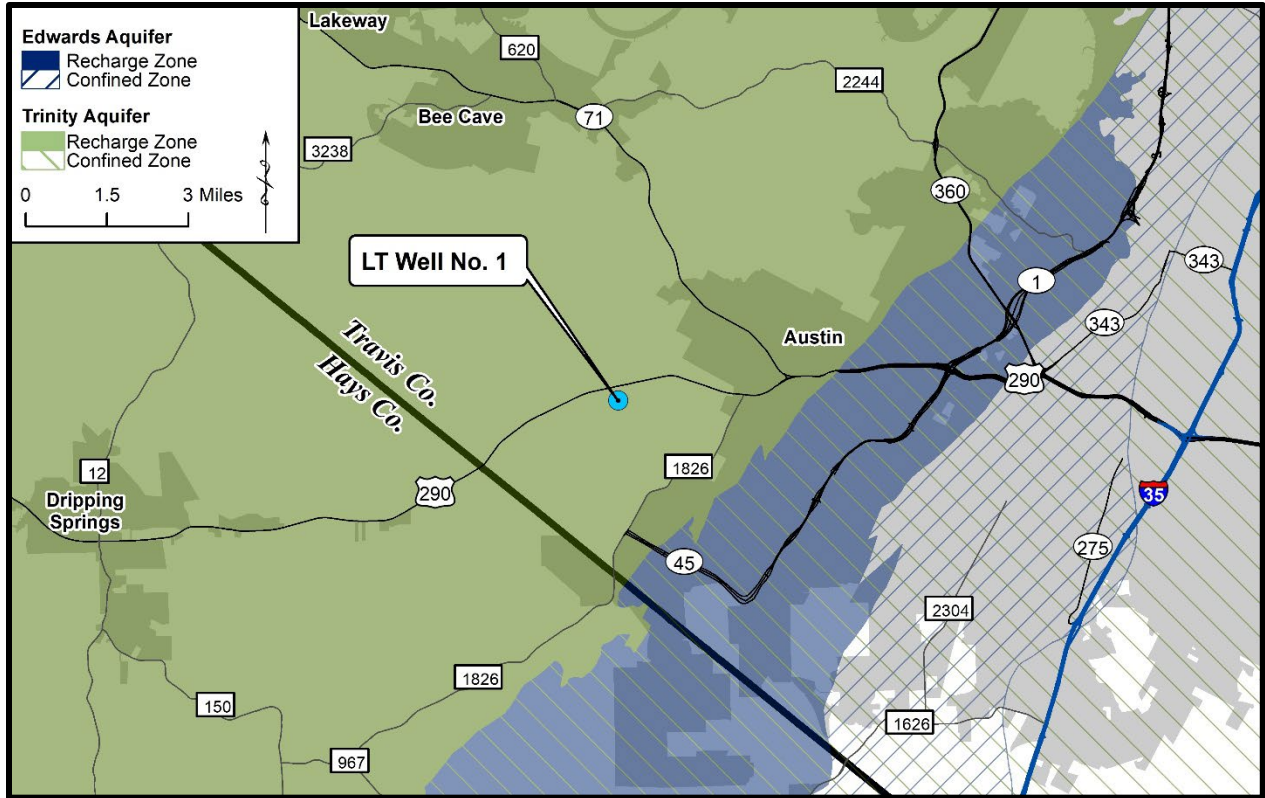 Edwards Aquifer
Recharge Zone
Confined Zone
Trinity Aquifer
Recharge Zone
Confined Zone
0 1.5 3 Miles
Lakeway
620
2244
Bee Cave
71
3238
360
LT Well No. 1
1
343
343
Travis Co.
Hays Co.
Austin
290
12
1826
290
35
Dripping
Springs
45
275
2304
1826
150
1626
967